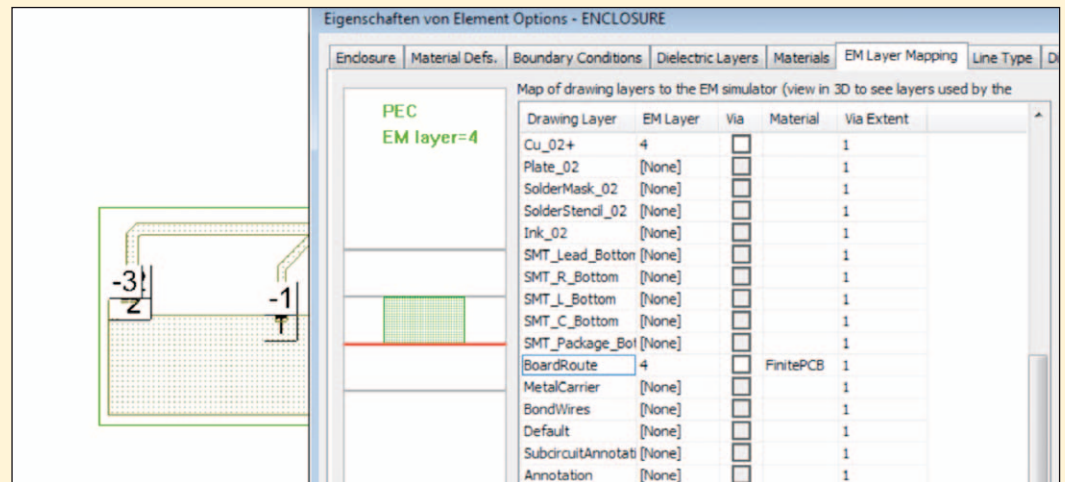 Eigenschaften von Element Options - ENCLOSURE
Enclosure Material Defs. Boundary Conditions Dielectric Layers Materials EM Layer Mapping Line Type
Map of drawing layers to the EM simulator (view in 3D to see layers used by the
PEC
EM layer=4
Drawing Layer EM Layer Via Material Via Extent
Cu_02+ 4 1
Plate_02 [None] 1
SolderMask_02 [None] 1
SolderStencil_02 [None] 1
Ink_02 [None] 1
SMT_Lead_Bottom [None] 1
SMT_R_Bottom [None] 1
SMT_L_Bottom [None] 1
SMT_C_Bottom [None] 1
SMT_Package_Bot [None] 1
BoardRoute 4 FinitePCB 1
MetalCarrier [None] 1
BondWires [None] 1
Default [None] 1
SubcircuitAnnotati [None] 1
Annotation [None] 1
-3
-1